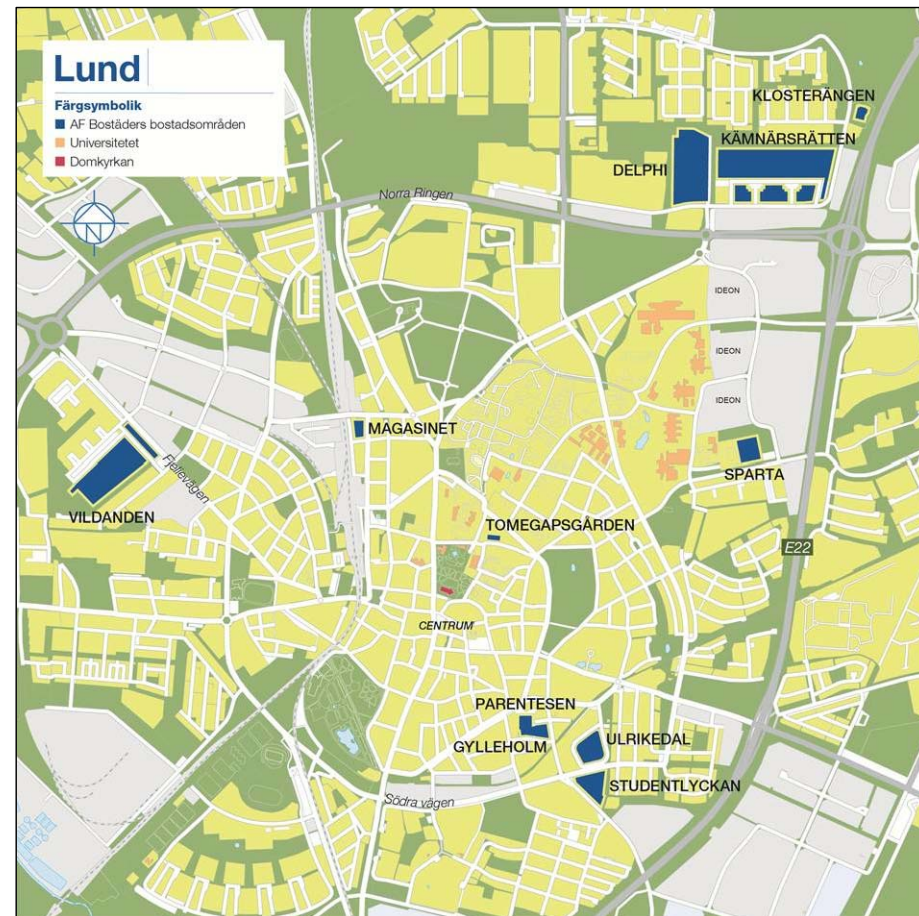 Lund
Färgsymbolik
AF Bostäders bostadsområden
Universitetet
Domkyrkan
N
KLOSTERÄNGEN
KÄMNÄRSRÄTTEN
DELPHI
Norra Ringen
IDEON
IDEON
IDEON
MAGASINET
SPARTA
Fjelievägen
VILDANDEN
TOMEGAPSGÅRDEN
E22
CENTRUM
PARENTESEN
GYLLEHOLM
ULRIKEDAL
STUDENTLYCKAN
Södra vägen